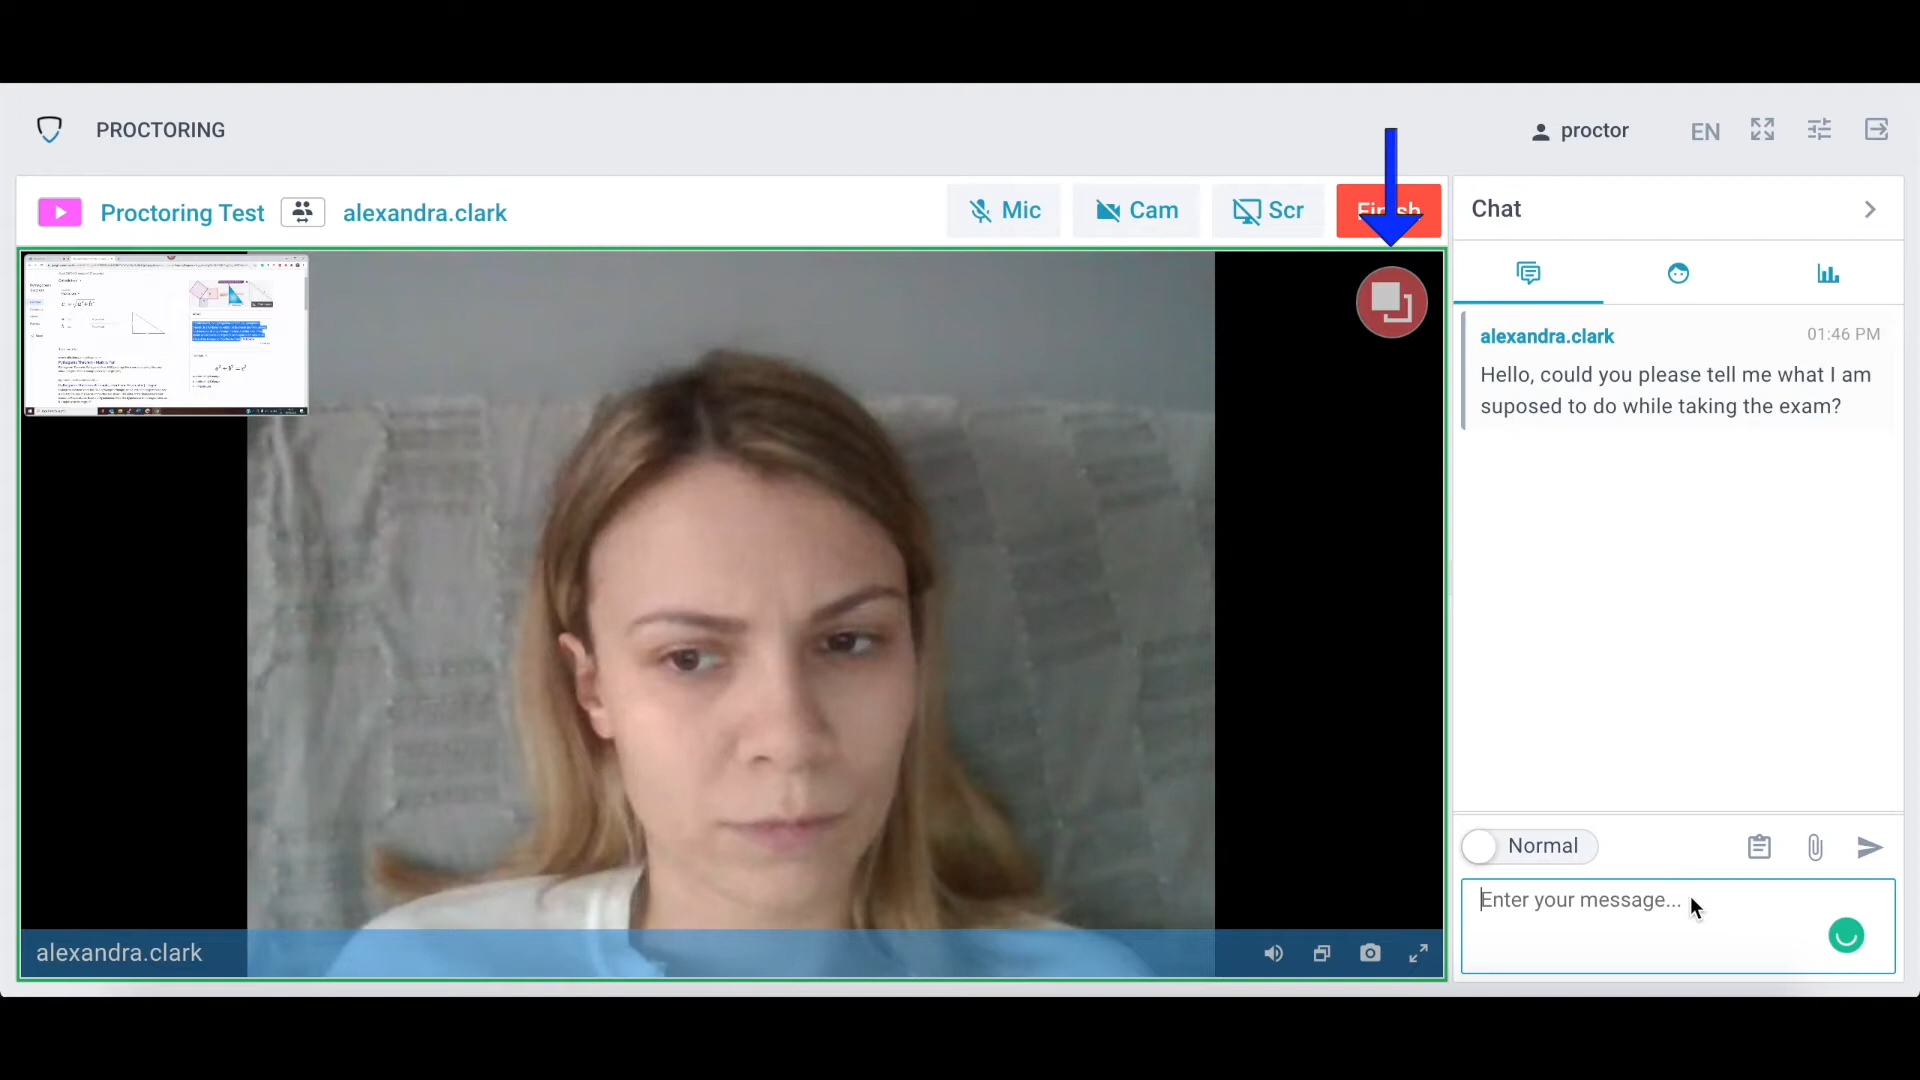 PROCTORING
proctor
EN
Proctoring Test
alexandra.clark
Mic
Cam
Scr
Finish
Chat
alexandra.clark
01:46 PM
Hello, could you please tell me what I am
suposed to do while taking the exam?
Normal
Enter your message...
alexandra.clark